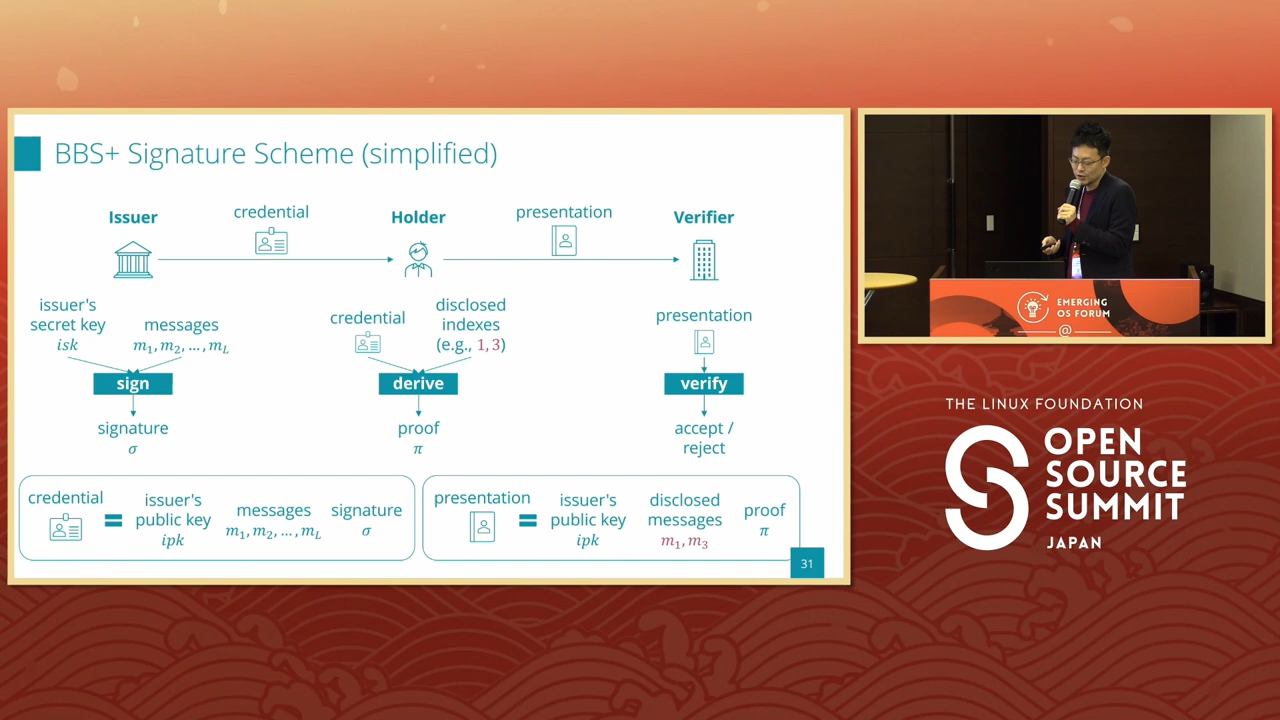 BBS+ Signature Scheme (simplified)
Issuer
credential
Holder
presentation
Verifier
issuer's
secret key
isk
messages
m₁, m₂, …, m_L
sign
signature
σ
credential
disclosed
indexes
(e.g., 1, 3)
derive
proof
π
presentation
verify
accept /
reject
credential
=
issuer's
public key
ipk
messages
m₁, m₂, …, m_L
signature
σ
presentation
=
issuer's
public key
ipk
disclosed
messages
m₁, m₃
proof
π
31
EMERGING
OS FORUM
@
THE LINUX FOUNDATION
OPEN
SOURCE
SUMMIT
JAPAN